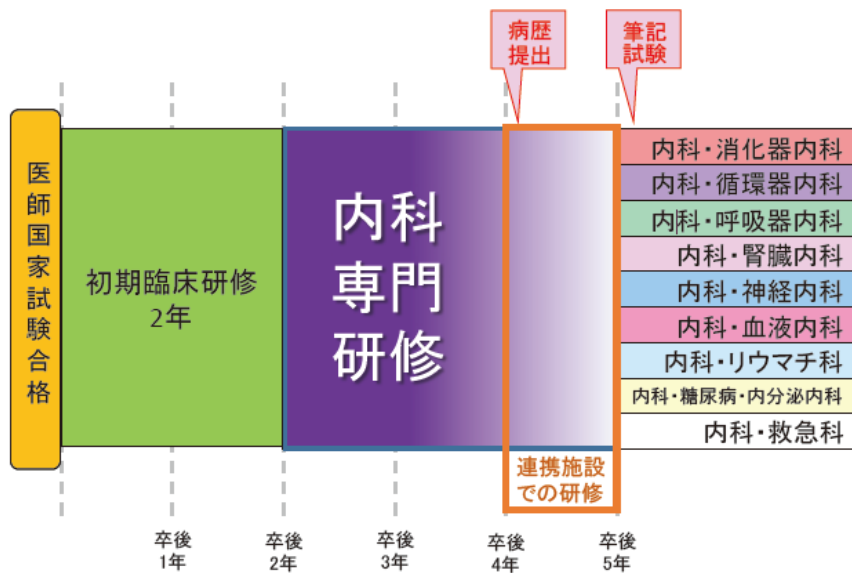 病歴
提出
筆記
試験
医師国家試験合格
初期臨床研修
2年
内科
専門
研修
内科・消化器内科
内科・循環器内科
内科・呼吸器内科
内科・腎臓内科
内科・神経内科
内科・血液内科
内科・リウマチ科
内科・糖尿病・内分泌内科
内科・救急科
連携施設
での研修
卒後
1年
卒後
2年
卒後
3年
卒後
4年
卒後
5年